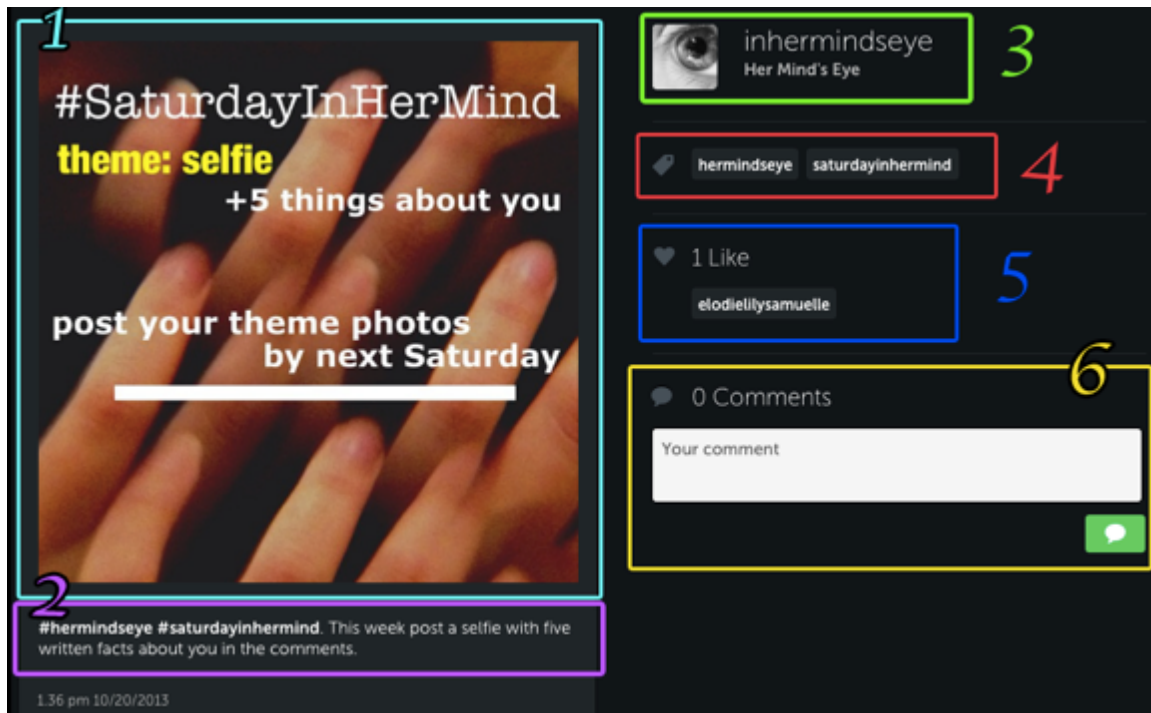 1
#SaturdayInHerMind
theme: selfie
+5 things about you
post your theme photos
by next Saturday
2
#hermindseye #saturdayinhermind. This week post a selfie with five
written facts about you in the comments.
1.36 pm 10/20/2013
inhermindseye
Her Mind's Eye
3
hermindseye saturdayinhermind
4
1 Like
elodielilysamuelle
5
6
0 Comments
Your comment